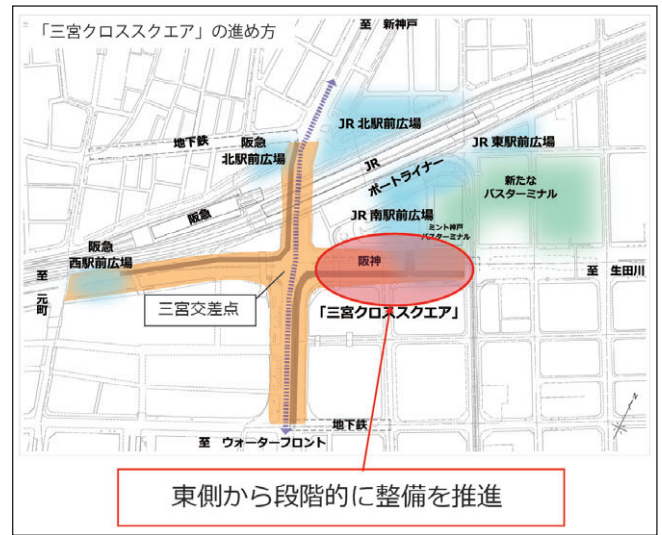 「三宮クロススクエア」の進め方
至 新神戸
JR 北駅前広場
地下鉄
阪急
北駅前広場
JR 東駅前広場
JR
ポートライナー
新たな
バスターミナル
阪急
JR 南駅前広場
ミント神戸
バスターミナル
阪急
西駅前広場
至
元町
阪神
至 生田川
三宮交差点
「三宮クロススクエア」
地下鉄
至 ウォーターフロント
東側から段階的に整備を推進